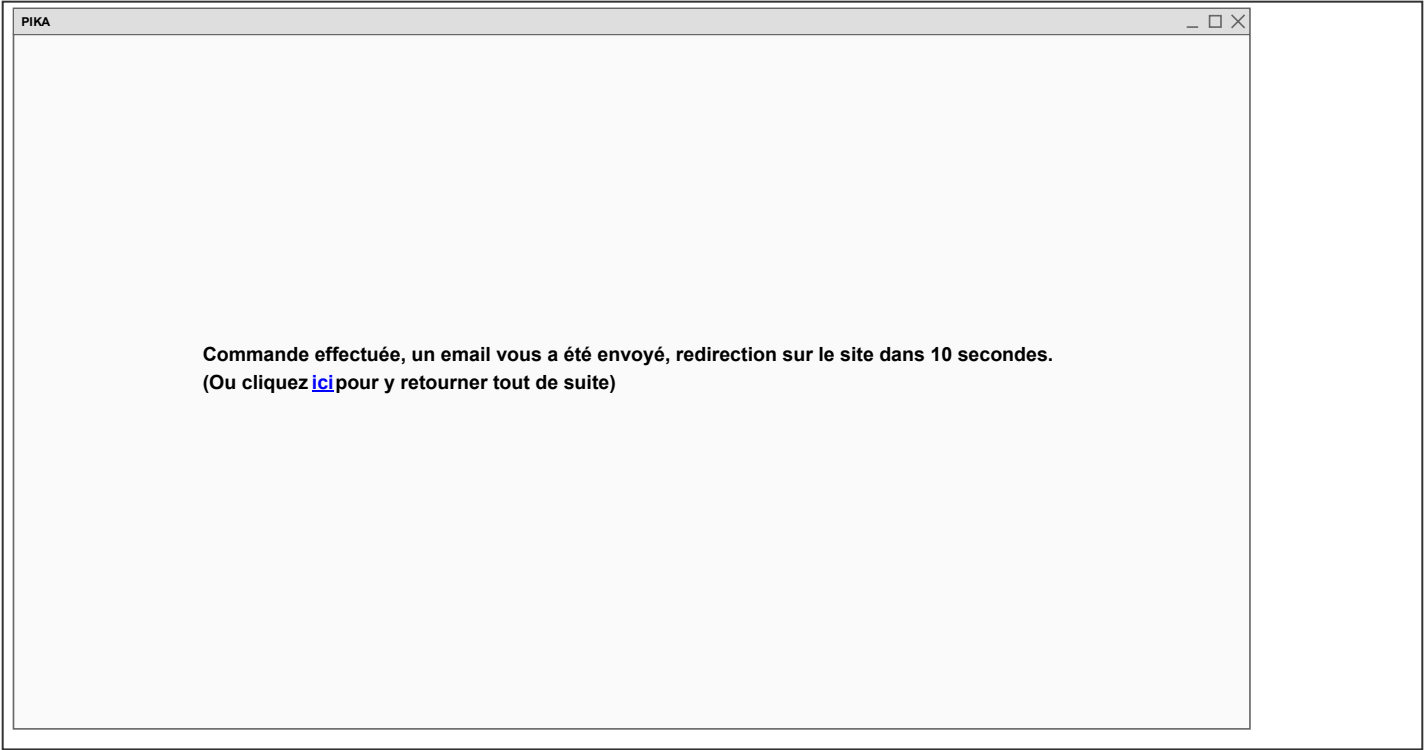 PIKA
Commande effectuée, un email vous a été envoyé, redirection sur le site dans 10 secondes.
(Ou cliquez ici pour y retourner tout de suite)